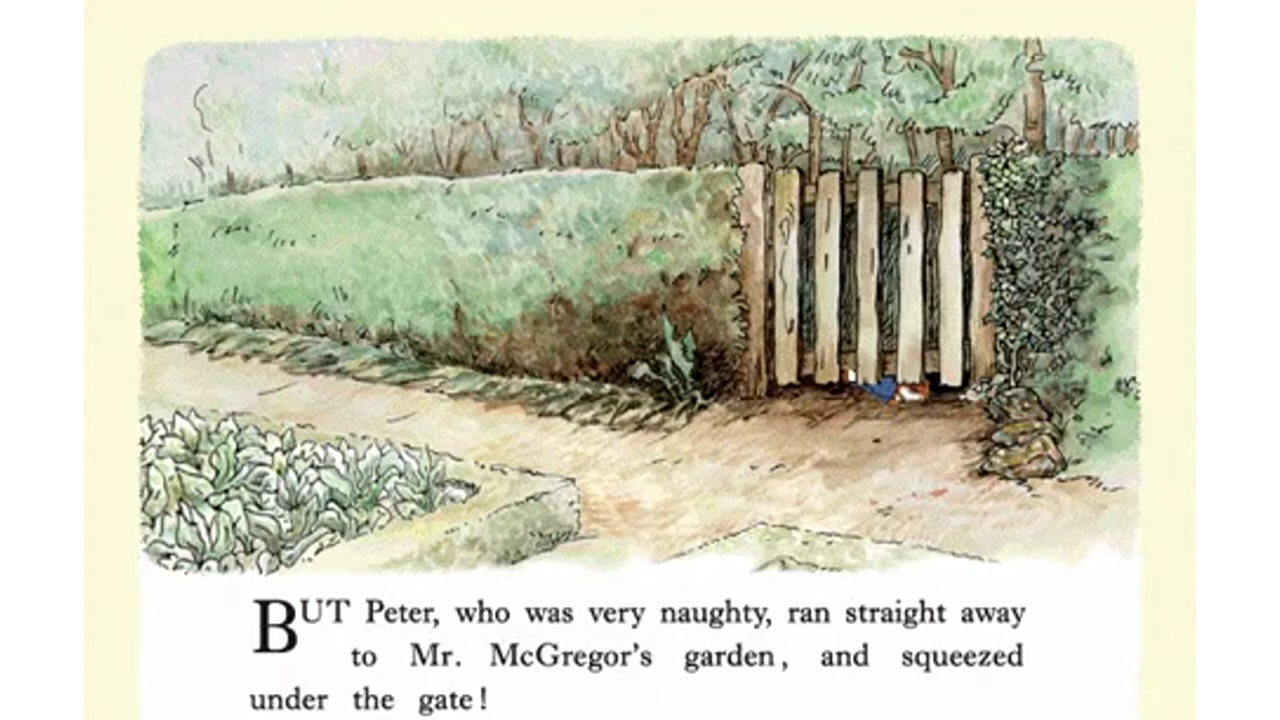 BUT Peter, who was very naughty, ran straight away
to Mr. McGregor's garden, and squeezed
under the gate!